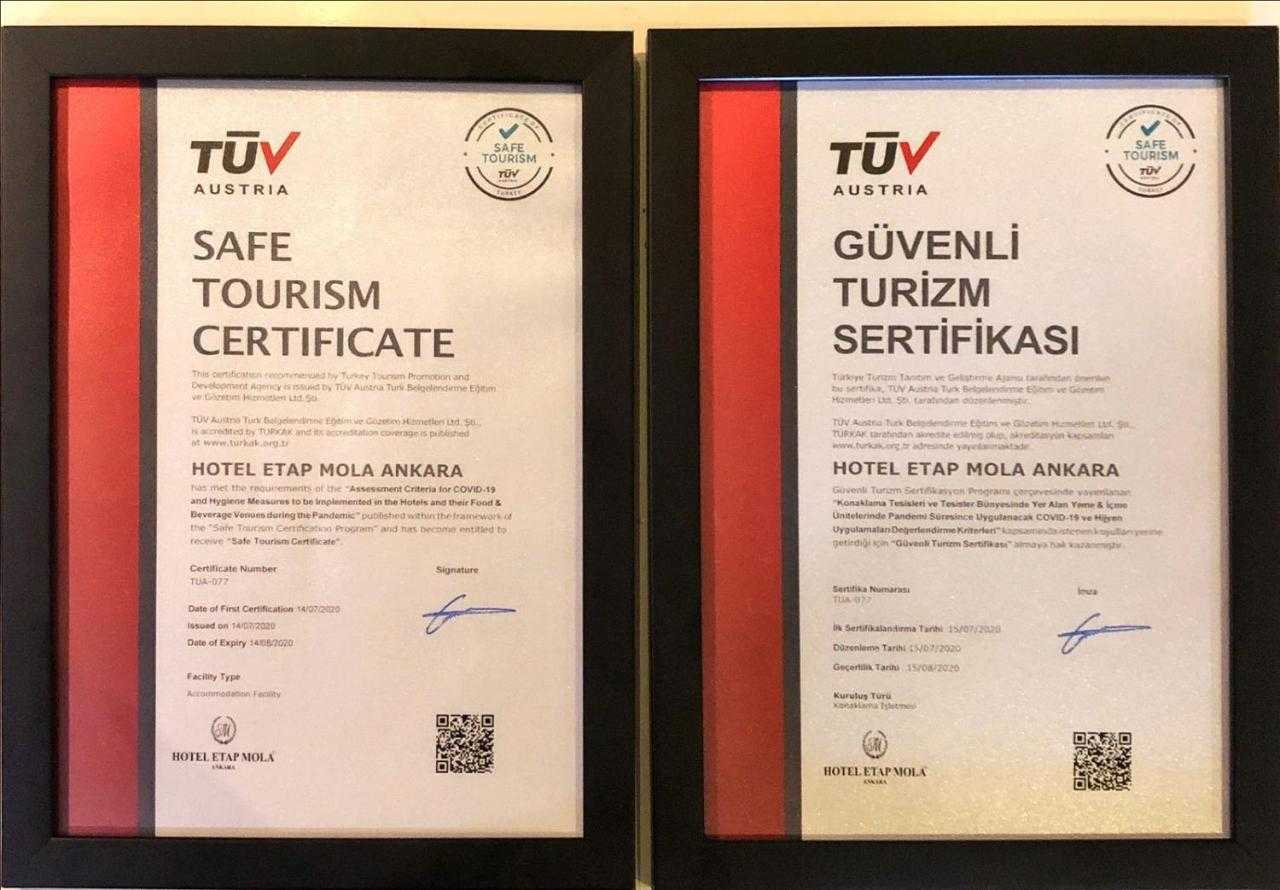 TÜV
AUSTRIA
CERTIFICATE OF
SAFE
TOURISM
TÜV
AUSTRIA
TURKEY
SAFE
TOURISM
CERTIFICATE
This certification recommended by Turkey Tourism Promotion and
Development Agency is issued by TÜV Austria Turk Belgelendirme Eğitim
ve Gözetim Hizmetleri Ltd.Şti.
TÜV Austria Turk Belgelendirme Eğitim ve Gözetim Hizmetleri Ltd. Şti.,
is accredited by TURKAK and its accreditation coverage is published
at www.turkak.org.tr
HOTEL ETAP MOLA ANKARA
has met the requirements of the "Assessment Criteria for COVID-19
and Hygiene Measures to be Implemented in the Hotels and their Food &
Beverage Venues during the Pandemic" published within the framework of
the "Safe Tourism Certification Program" and has become entitled to
receive "Safe Tourism Certificate".
Certificate Number
TUA-077
Signature
Date of First Certification 14/07/2020
Issued on 14/07/2020
Date of Expiry 14/08/2020
Facility Type
Accommodation Facility
HOTEL ETAP MOLA
ANKARA
TÜV
AUSTRIA
CERTIFICATE OF
SAFE
TOURISM
TÜV
AUSTRIA
TURKEY
GÜVENLİ
TURİZM
SERTİFİKASI
Türkiye Turizm Tanıtım ve Geliştirme Ajansı tarafından önerilen
bu sertifika, TÜV Austria Turk Belgelendirme Eğitim ve Gözetim
Hizmetleri Ltd. Şti. tarafından düzenlenmiştir.
TÜV Austria Turk Belgelendirme Eğitim ve Gözetim Hizmetleri Ltd. Şti.,
TÜRKAK tarafından akredite edilmiş olup, akreditasyon kapsamları
www.turkak.org.tr adresinde yayınlanmaktadır.
HOTEL ETAP MOLA ANKARA
Güvenli Turizm Sertifikasyon Programı çerçevesinde yayınlanan
"Konaklama Tesisleri ve Tesisler Bünyesinde Yer Alan Yeme & İçme
Ünitelerinde Pandemi Süresince Uygulanacak COVID-19 ve Hijyen
Uygulamaları Değerlendirme Kriterleri" kapsamında istenen koşulları yerine
getirdiği için "Güvenli Turizm Sertifikası" almaya hak kazanmıştır.
Sertifika Numarası
TUA-077
İmza
İlk Sertifikalandırma Tarihi 15/07/2020
Düzenleme Tarihi 15/07/2020
Geçerlilik Tarihi 15/08/2020
Kuruluş Türü
Konaklama İşletmesi
HOTEL ETAP MOLA
ANKARA